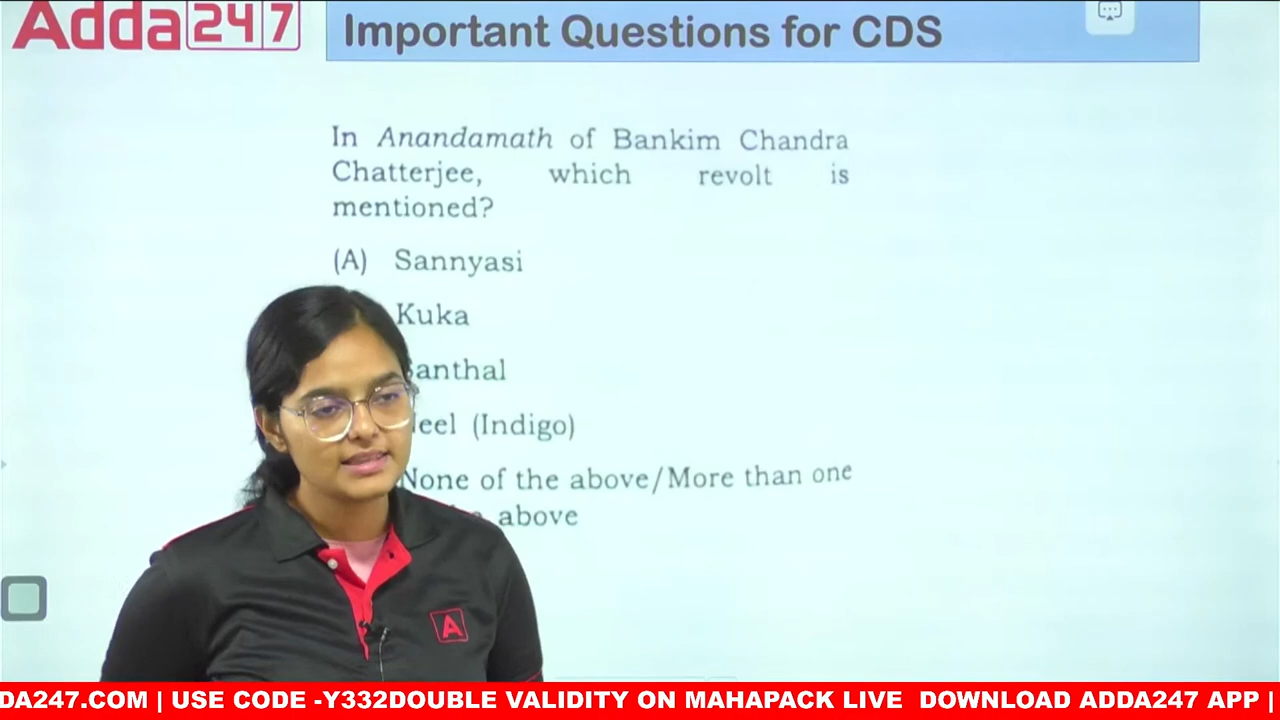 Adda247
Important Questions for CDS
In Anandamath of Bankim Chandra
Chatterjee, which revolt is
mentioned?
(A) Sannyasi
Kuka
Santhal
Neel (Indigo)
None of the above/More than one
above
A
DA247.COM | USE CODE -Y332DOUBLE VALIDITY ON MAHAPACK LIVE DOWNLOAD ADDA247 APP |